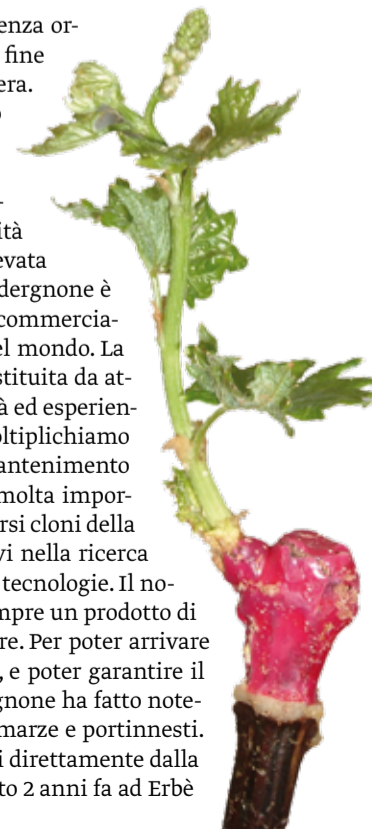 enza or-
fine
era.
o
-
ità
evata
dergnone è
commercia-
el mondo. La
stituita da at-
à ed esperien-
oltiplichiamo
antenimento
molta impor-
rsi cloni della
vi nella ricerca
tecnologie. Il no-
mpre un prodotto di
re. Per poter arrivare
, e poter garantire il
gnone ha fatto note-
marze e portinnesti.
i direttamente dalla
to 2 anni fa ad Erbè